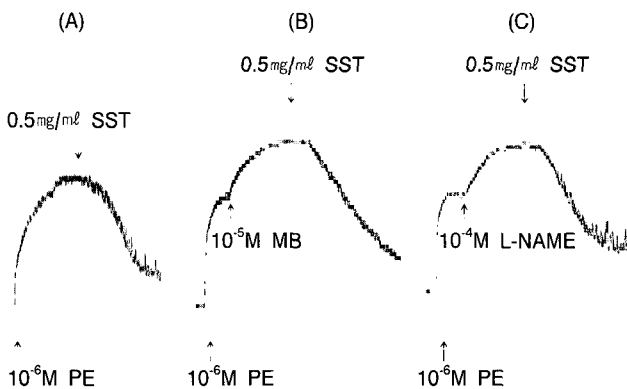 (A)
(B)
(C)
0.5㎎/㎖ SST
0.5㎎/㎖ SST
0.5㎎/㎖ SST
10⁻⁵M MB
10⁻⁴M L-NAME
10⁻⁶M PE
10⁻⁶M PE
10⁻⁶M PE